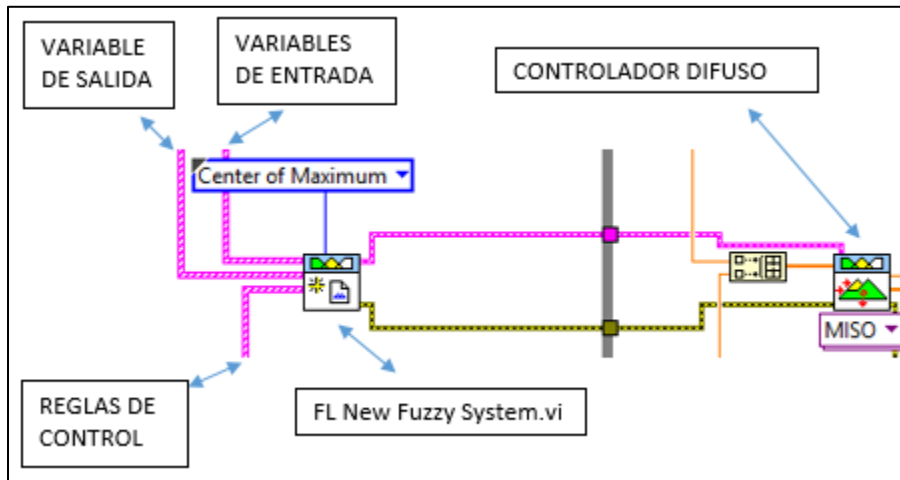 VARIABLE
DE SALIDA
VARIABLES
DE ENTRADA
CONTROLADOR DIFUSO
Center of Maximum
MISO
REGLAS DE
CONTROL
FL New Fuzzy System.vi